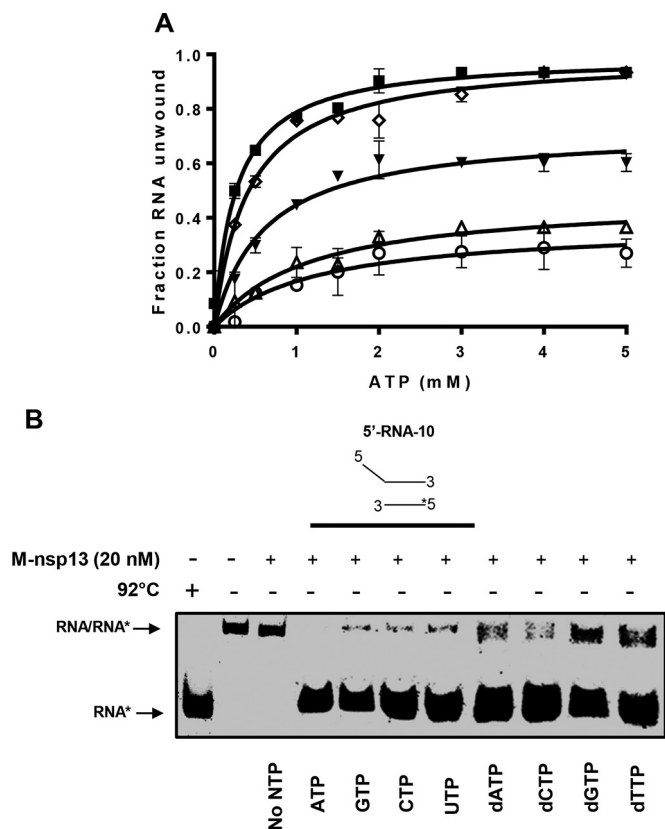 A
Fraction RNA unwound
1.0
0.8
0.6
0.4
0.2
0.0
0 1 2 3 4 5
ATP (mM)
B
5'-RNA-10
5
3
3 *5
M-nsp13 (20 nM) - - + + + + + + + + +
92°C + - - - - - - - - - -
RNA/RNA*
RNA*
No NTP
ATP
GTP
CTP
UTP
dATP
dCTP
dGTP
dTTP